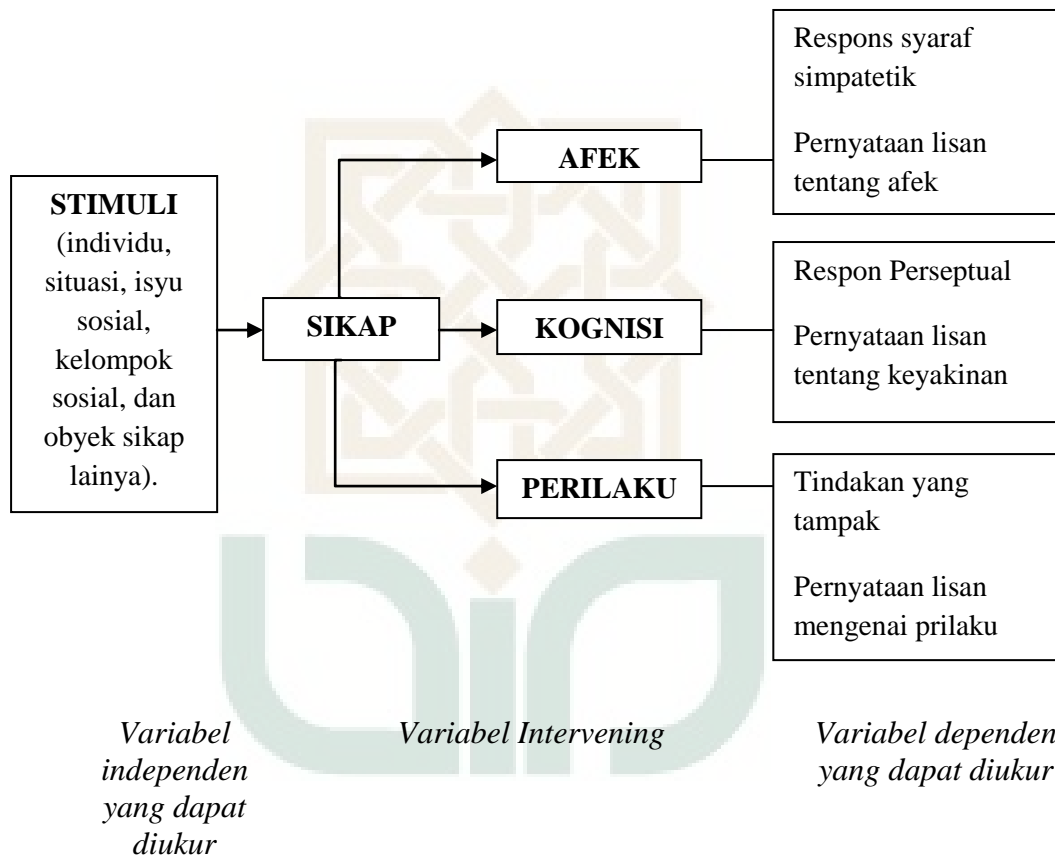 STIMULI
(individu,
situasi, isyu
sosial,
kelompok
sosial, dan
obyek sikap
lainya).
SIKAP
AFEK
KOGNISI
PERILAKU
Respons syaraf
simpatetik
Pernyataan lisan
tentang afek
Respon Perseptual
Pernyataan lisan
tentang keyakinan
Tindakan yang
tampak
Pernyataan lisan
mengenai prilaku
Variabel
independen
yang dapat
diukur
Variabel Intervening
Variabel dependen
yang dapat diukur